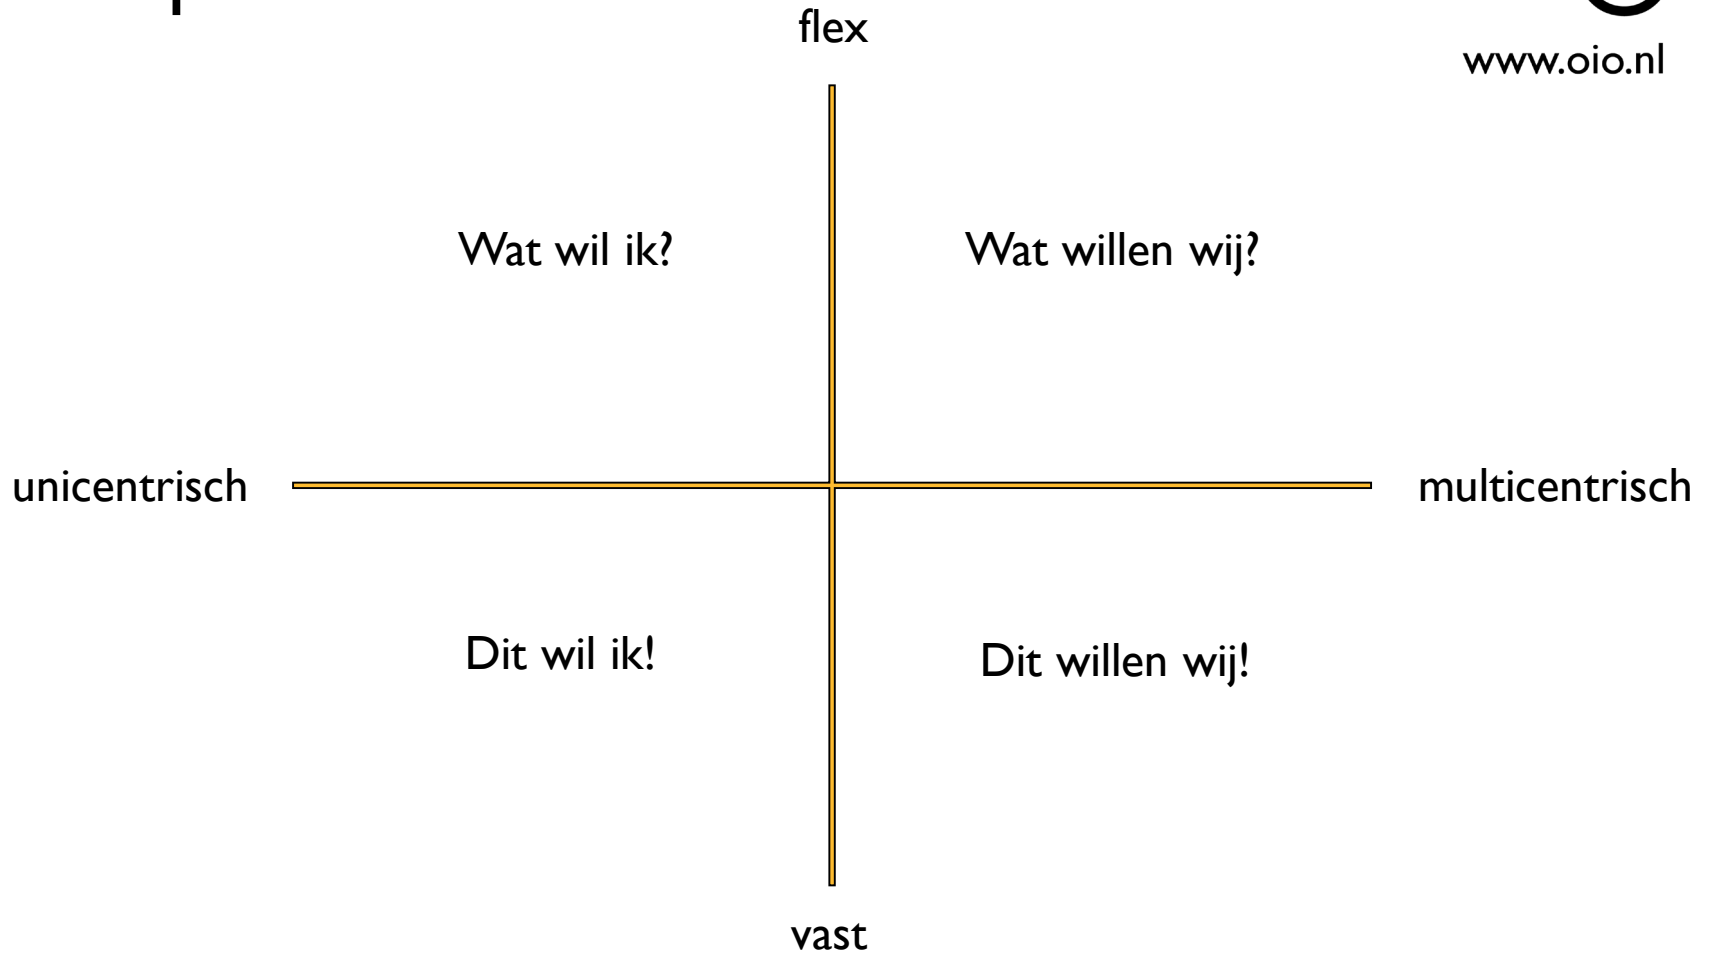 flex
www.oio.nl
Wat wil ik?
Wat willen wij?
unicentrisch
multicentrisch
Dit wil ik!
Dit willen wij!
vast